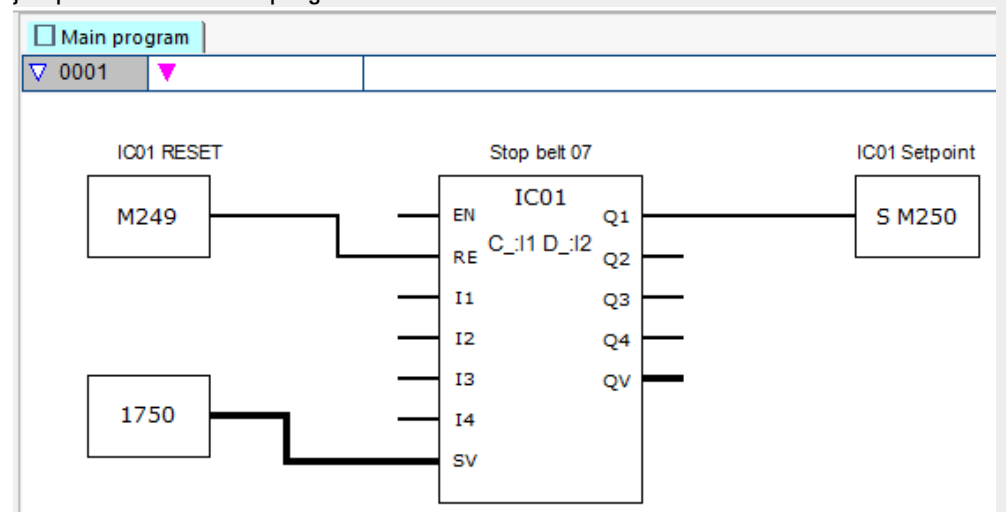 Main program
0001
IC01 RESET
Stop belt 07
IC01 Setpoint
M249
IC01
S M250
EN
Q1
C_:I1 D_:I2
RE
Q2
I1
Q3
I2
Q4
I3
QV
1750
I4
SV